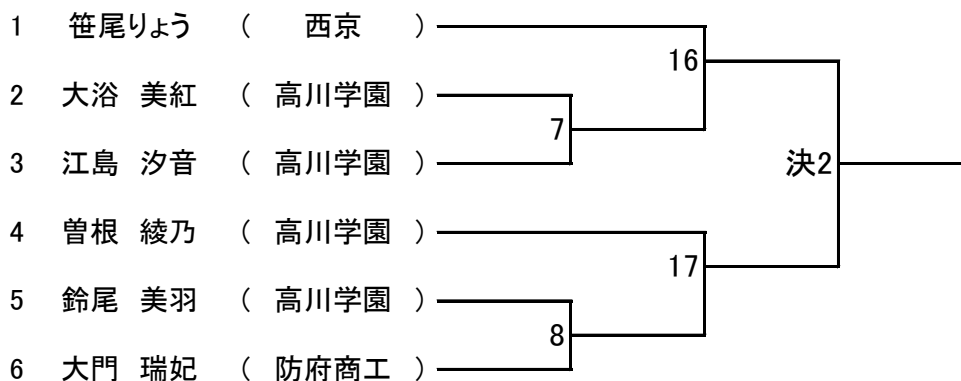 1 笹尾りょう ( 西京 )
16
2 大浴 美紅 ( 高川学園 )
7
3 江島 汐音 ( 高川学園 )
決2
4 曽根 綾乃 ( 高川学園 )
17
5 鈴尾 美羽 ( 高川学園 )
8
6 大門 瑞妃 ( 防府商工 )